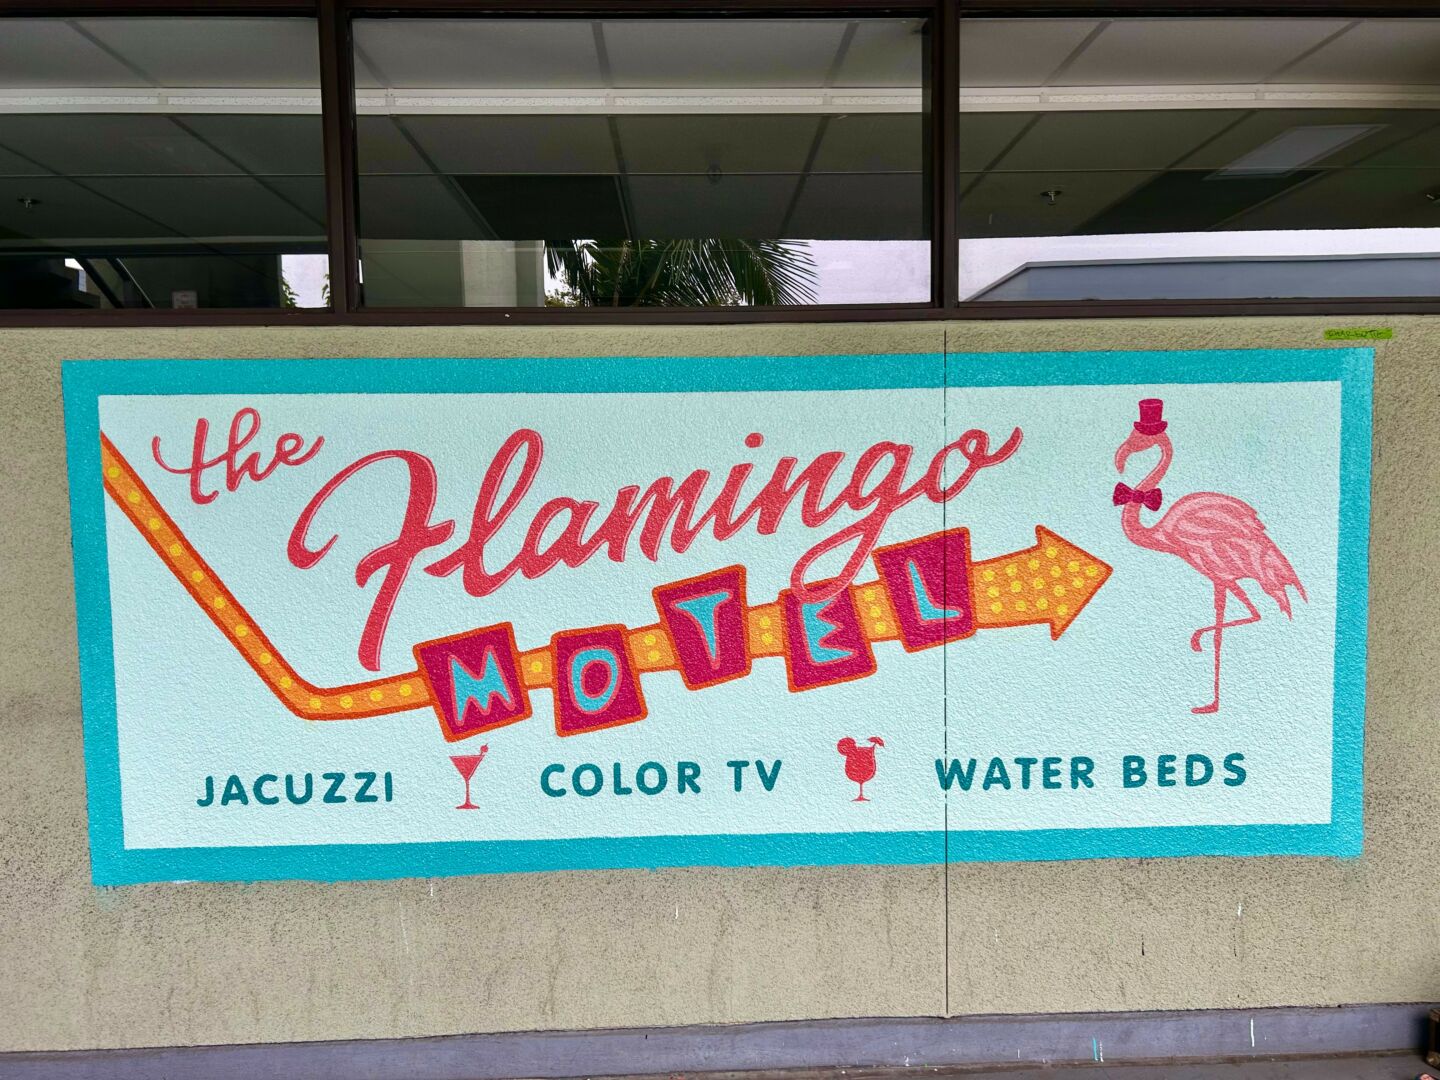 the Flamingo
MOTEL
JACUZZI COLOR TV WATER BEDS